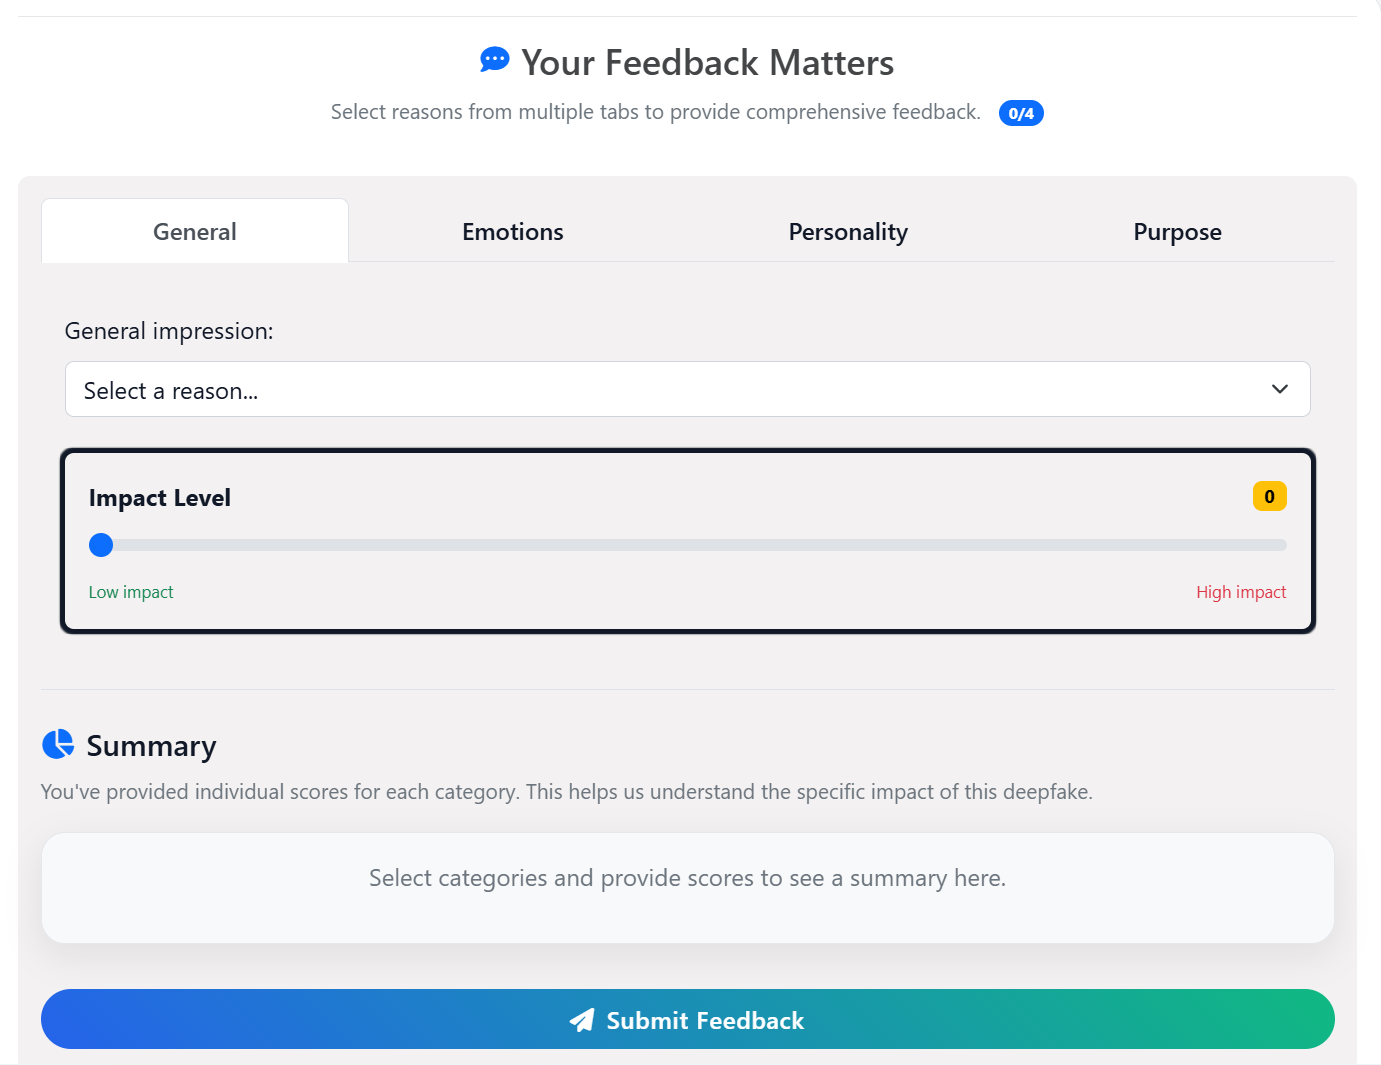 Your Feedback Matters
Select reasons from multiple tabs to provide comprehensive feedback. 0/4
General Emotions Personality Purpose
General impression:
Select a reason...
Impact Level 0
Low impact High impact
Summary
You've provided individual scores for each category. This helps us understand the specific impact of this deepfake.
Select categories and provide scores to see a summary here.
Submit Feedback